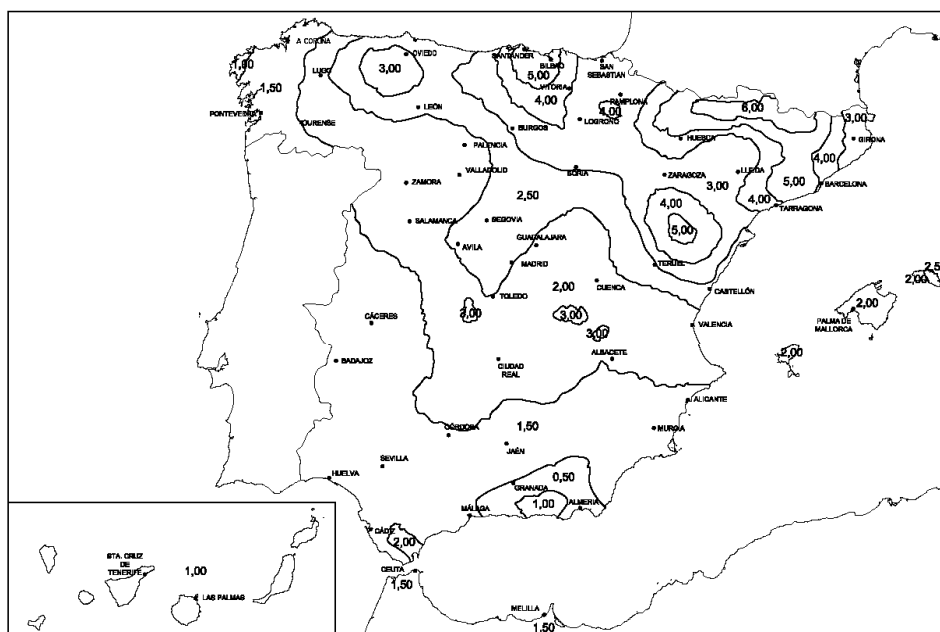 A CORUÑA
OVIEDO
SANTANDER
BILBAO
SAN
SEBASTIAN
1,00
LUGO
3,00
5,00
VITORIA
1,50
4,00
PAMPLONA
6,00
PONTEVEDRA
LEÓN
4,00
3,00
OURENSE
BURGOS
LOGROÑO
HUESCA
GIRONA
PALENCIA
4,00
SORIA
ZARAGOZA
LLEIDA
VALLADOLID
3,00
5,00
BARCELONA
ZAMORA
2,50
4,00
4,00
TARRAGONA
SALAMANCA
SEGOVIA
5,00
AVILA
GUADALAJARA
MADRID
TERUEL
2,5
2,00
TOLEDO
2,00
CUENCA
CASTELLÓN
2,00
2,00
3,00
CÁCERES
3,00
VALENCIA
PALMA DE
MALLORCA
BADAJOZ
CIUDAD
REAL
ALBACETE
2,00
ALICANTE
CÓRDOBA
1,50
MURCIA
JAÉN
SEVILLA
HUELVA
0,50
GRANADA
1,00
ALMERIA
MÁLAGA
CÁDIZ
2,00
STA. CRUZ
DE
TENERIFE
1,00
CEUTA
1,50
LAS PALMAS
MELILLA
1,50